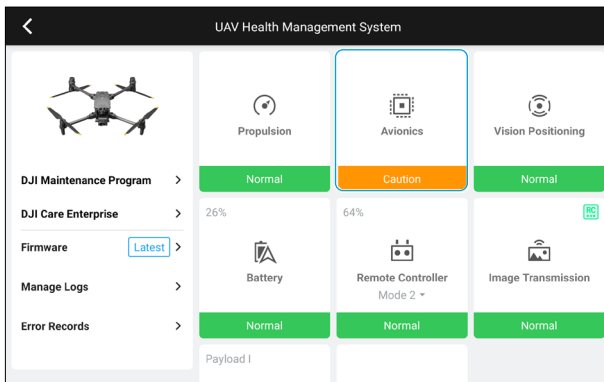 UAV Health Management System
DJI Maintenance Program
DJI Care Enterprise
Firmware Latest
Manage Logs
Error Records
Propulsion
Normal
Avionics
Caution
Vision Positioning
Normal
26%
Battery
Normal
64%
Remote Controller
Mode 2
Normal
RC
Image Transmission
Normal
Payload I